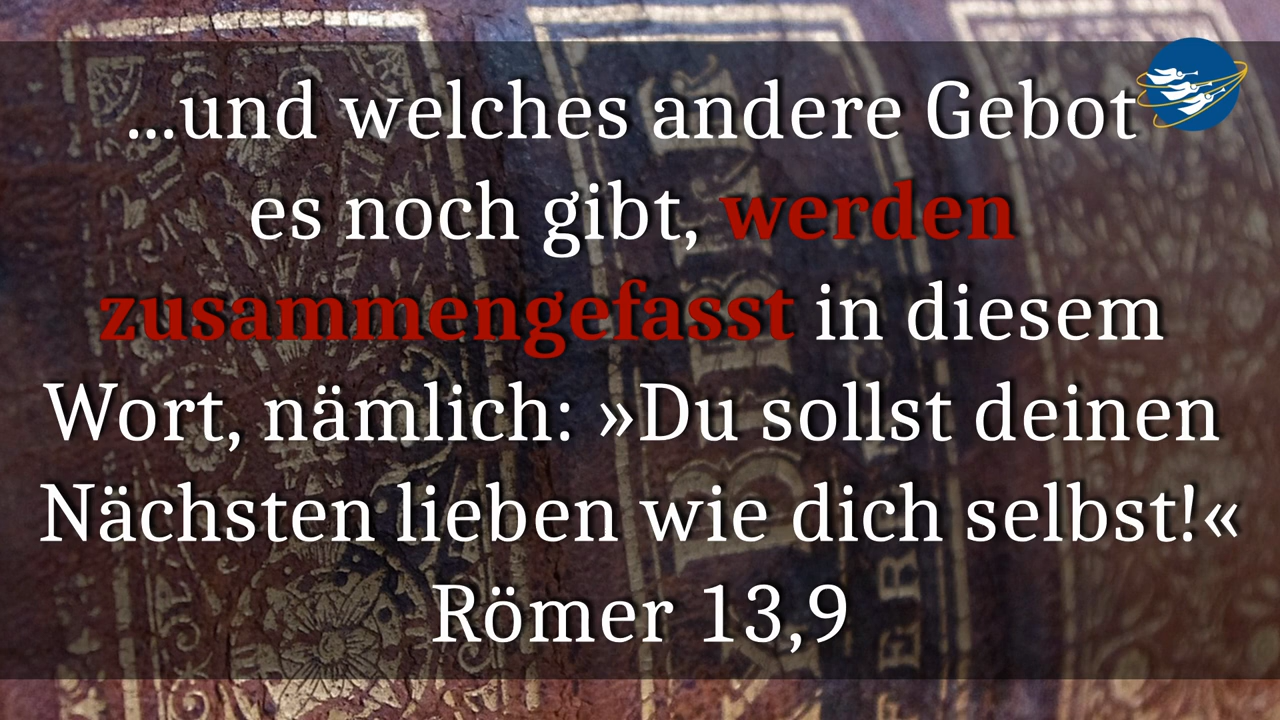 ...und welches andere Gebot
es noch gibt, werden
zusammengefasst in diesem
Wort, nämlich: »Du sollst deinen
Nächsten lieben wie dich selbst!«
Römer 13,9